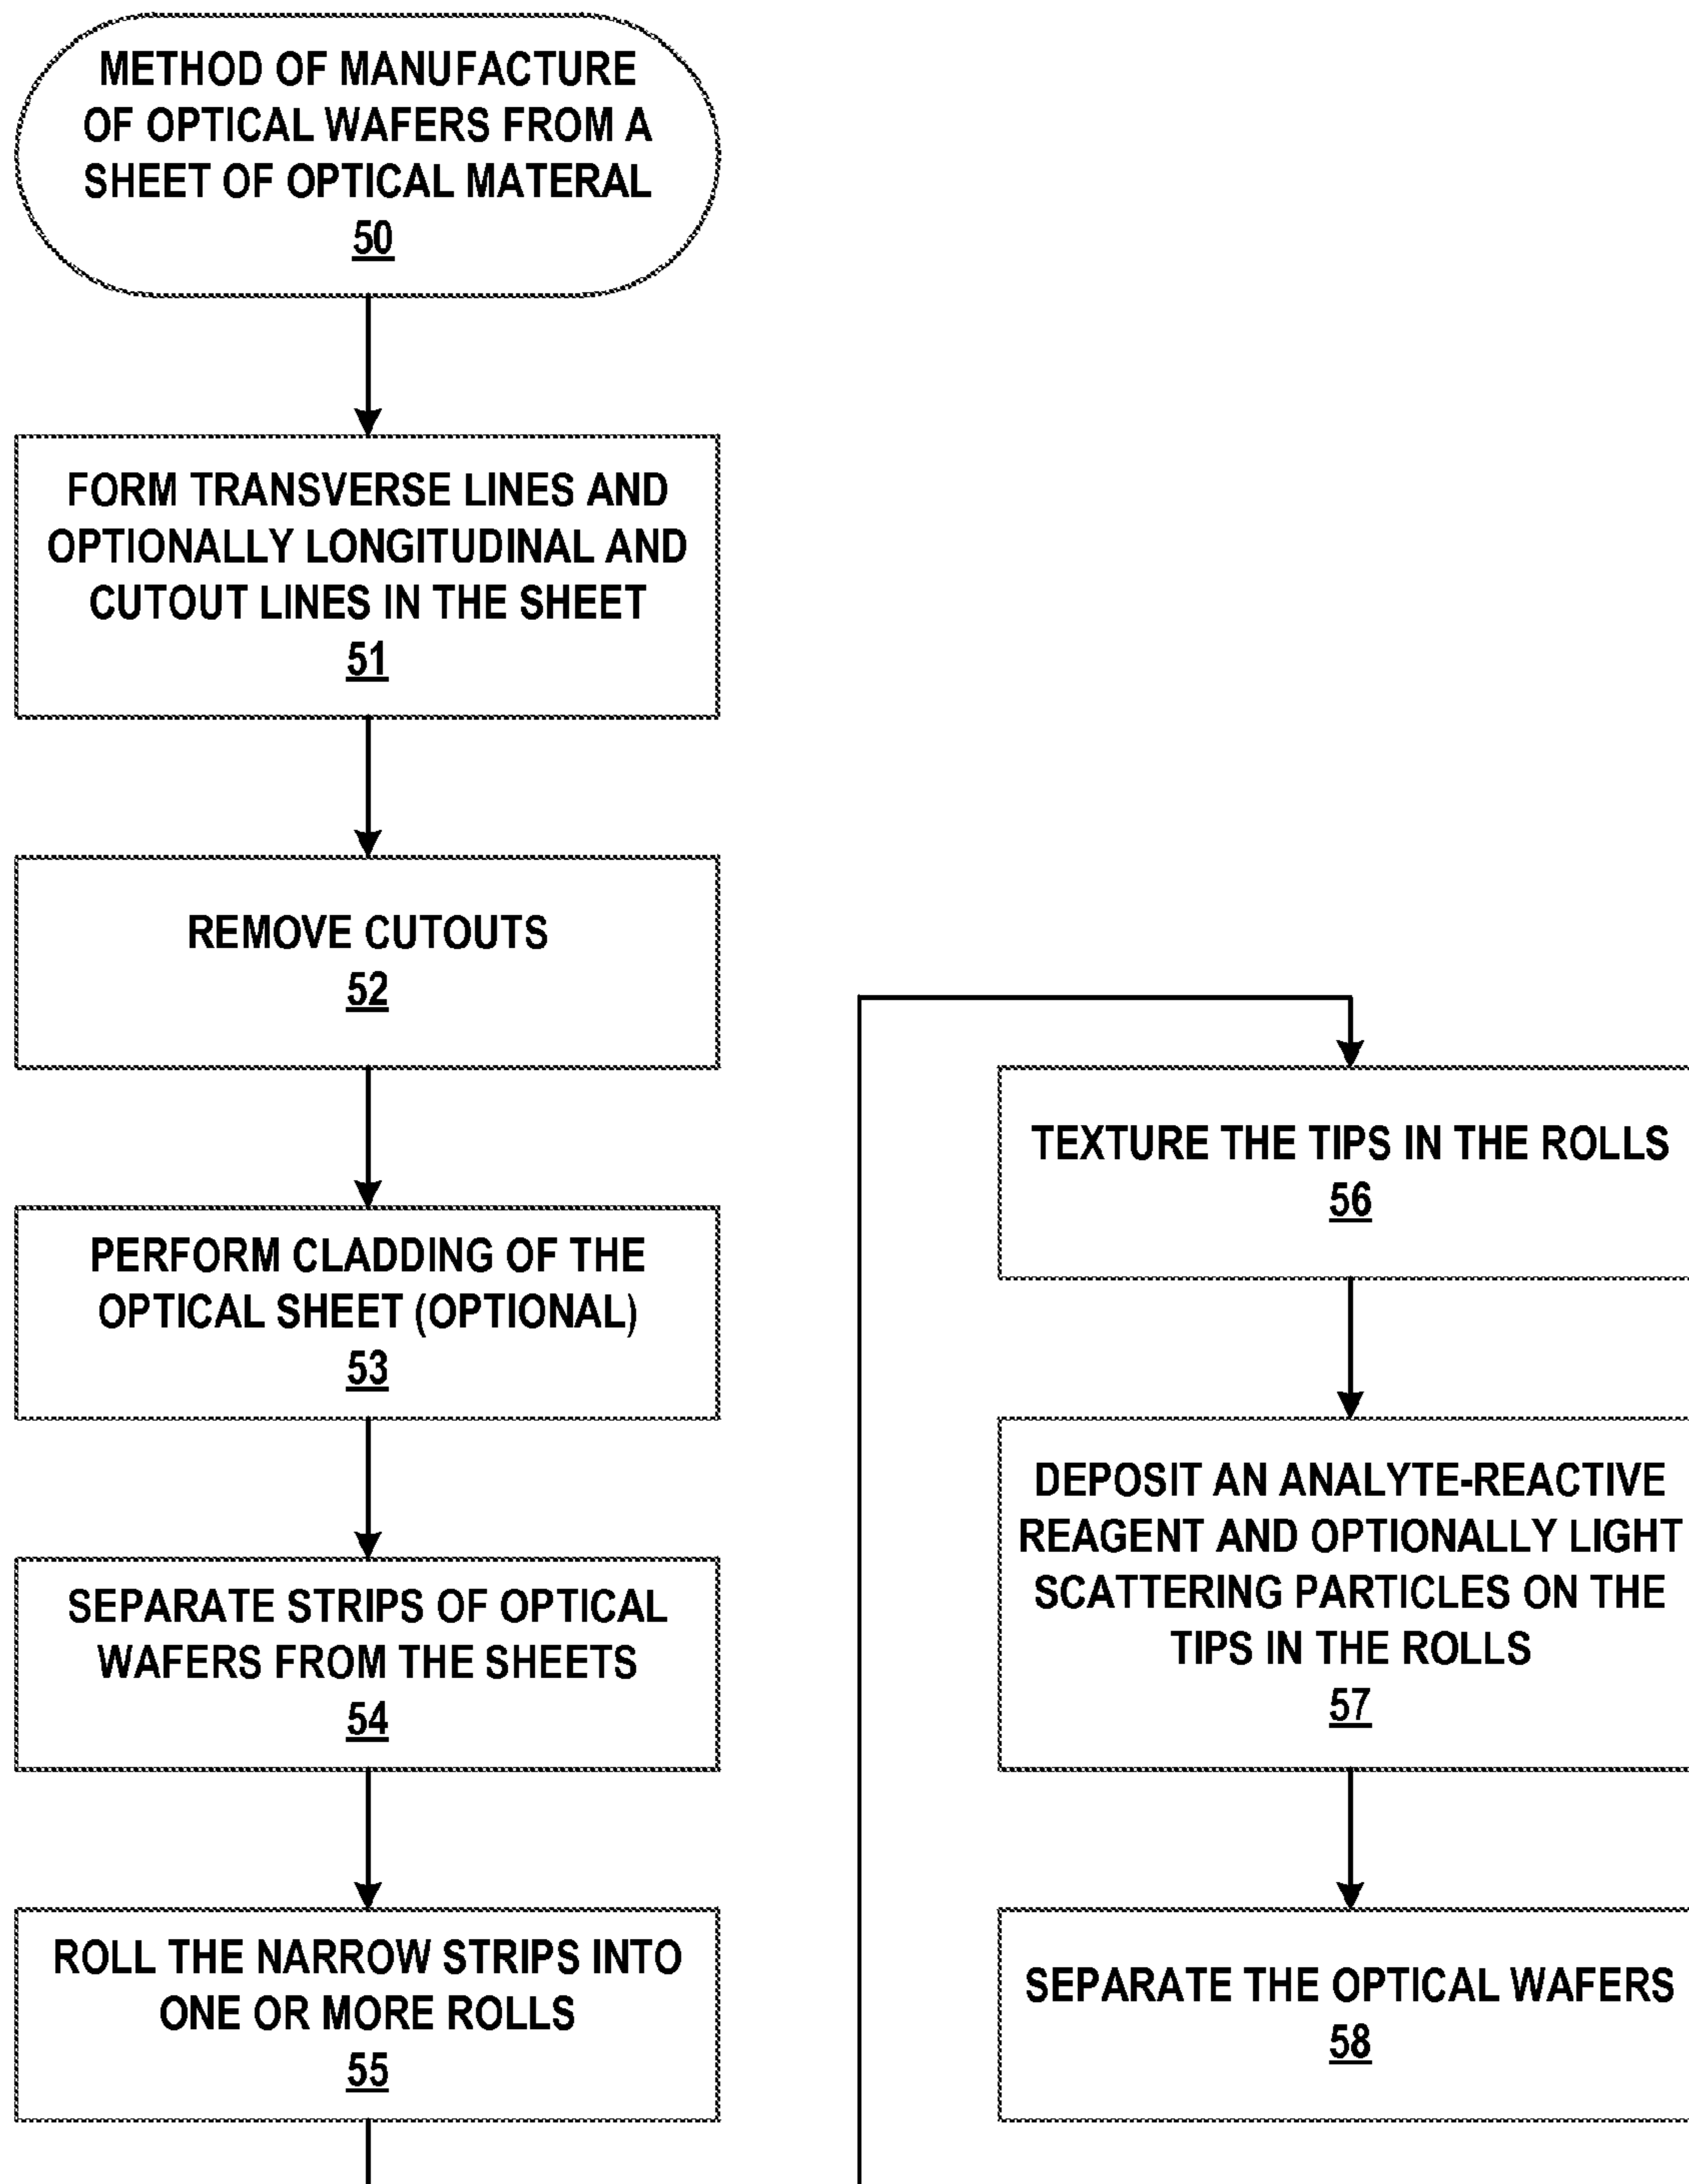 METHOD OF MANUFACTURE
OF OPTICAL WAFERS FROM A
SHEET OF OPTICAL MATERAL
50
FORM TRANSVERSE LINES AND
OPTIONALLY LONGITUDINAL AND
CUTOUT LINES IN THE SHEET
51
REMOVE CUTOUTS
52
PERFORM CLADDING OF THE
OPTICAL SHEET (OPTIONAL)
53
SEPARATE STRIPS OF OPTICAL
WAFERS FROM THE SHEETS
54
ROLL THE NARROW STRIPS INTO
ONE OR MORE ROLLS
55
TEXTURE THE TIPS IN THE ROLLS
56
DEPOSIT AN ANALYTE-REACTIVE
REAGENT AND OPTIONALLY LIGHT
SCATTERING PARTICLES ON THE
TIPS IN THE ROLLS
57
SEPARATE THE OPTICAL WAFERS
58